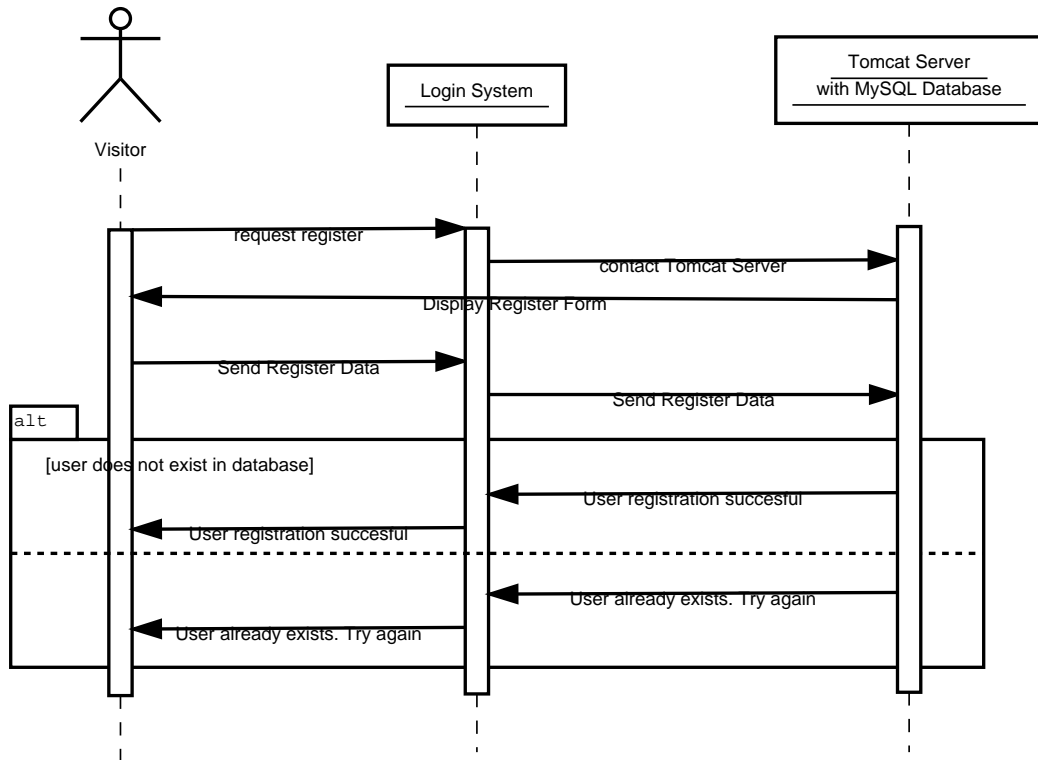 Tomcat Server
with MySQL Database
Login System
Visitor
request register
contact Tomcat Server
Display Register Form
Send Register Data
Send Register Data
alt
[user does not exist in database]
User registration succesful
User registration succesful
User already exists. Try again
User already exists. Try again